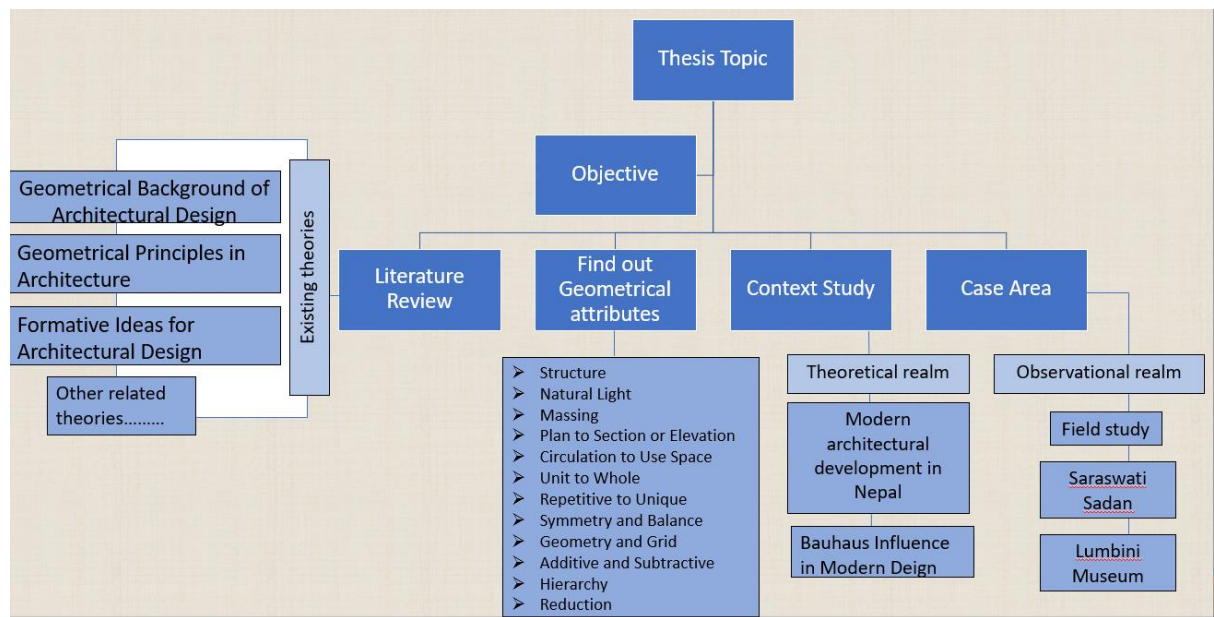 Thesis Topic
Objective
Geometrical Background of
Architectural Design
Geometrical Principles in
Architecture
Formative Ideas for
Architectural Design
Other related
theories.........
Existing theories
Literature
Review
Find out
Geometrical
attributes
Context Study
Case Area
Structure
Natural Light
Massing
Plan to Section or Elevation
Circulation to Use Space
Unit to Whole
Repetitive to Unique
Symmetry and Balance
Geometry and Grid
Additive and Subtractive
Hierarchy
Reduction
Theoretical realm
Modern
architectural
development in
Nepal
Bauhaus Influence
in Modern Deign
Observational realm
Field study
Saraswati
Sadan
Lumbini
Museum